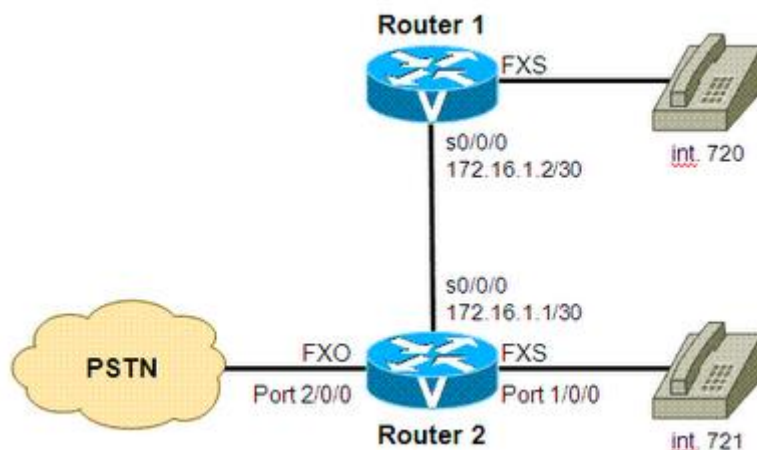 Router 1
FXS
int. 720
s0/0/0
172.16.1.2/30
s0/0/0
172.16.1.1/30
PSTN
FXO
FXS
Port 2/0/0
Port 1/0/0
Router 2
int. 721